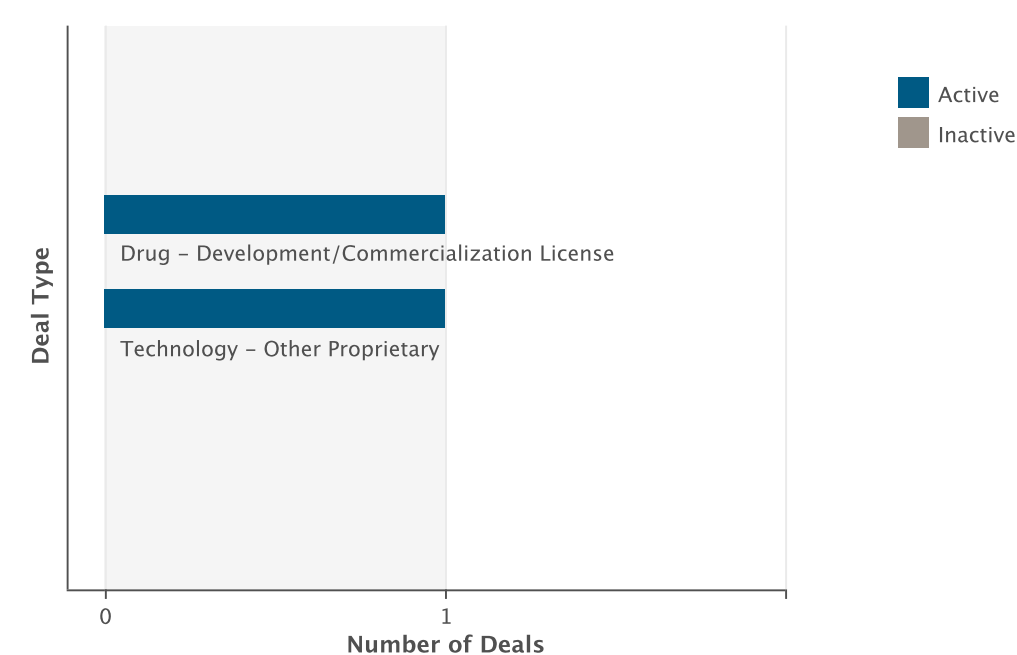 Active
Inactive
Drug – Development/Commercialization License
Technology – Other Proprietary
Deal Type
0
1
Number of Deals